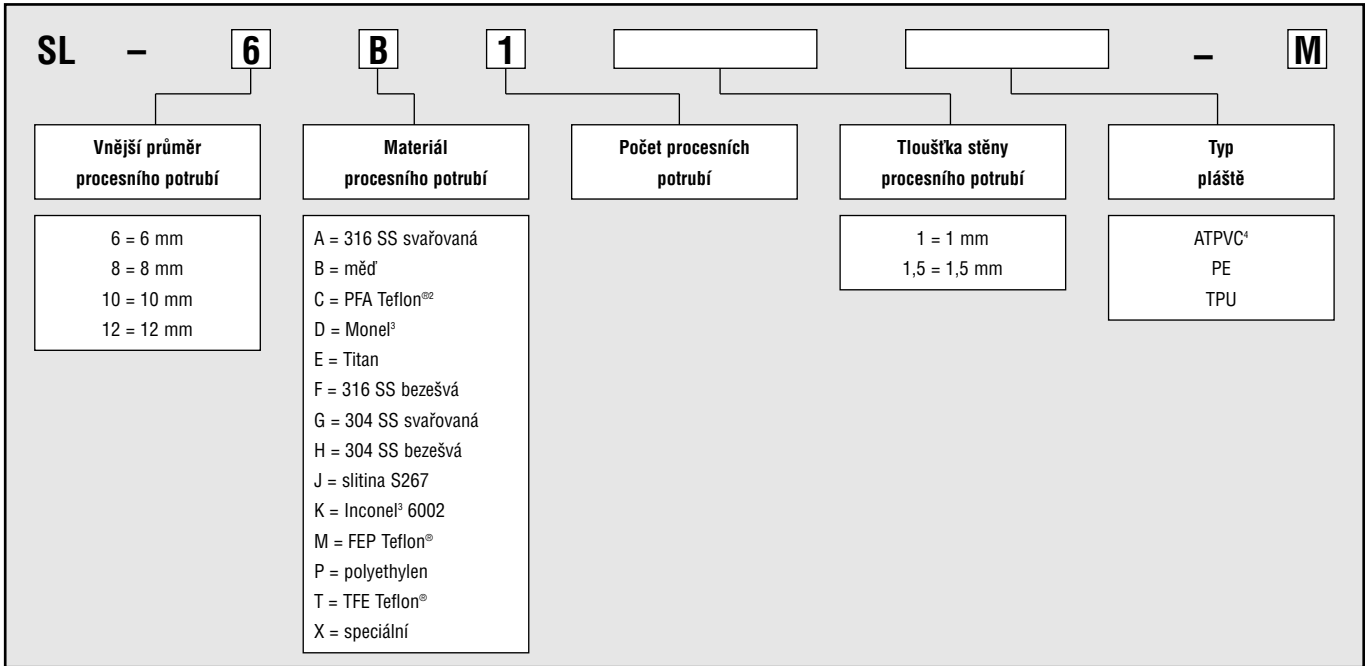 SL – 6 B 1 – M
Vnější průměr
procesního potrubí
Materiál
procesního potrubí
Počet procesních
potrubí
Tloušťka stěny
procesního potrubí
Typ
pláště
6 = 6 mm
8 = 8 mm
10 = 10 mm
12 = 12 mm
A = 316 SS svařovaná
B = měď
C = PFA Teflon®²
D = Monel³
E = Titan
F = 316 SS bezešvá
G = 304 SS svařovaná
H = 304 SS bezešvá
J = slitina S267
K = Inconel³ 6002
M = FEP Teflon®
P = polyethylen
T = TFE Teflon®
X = speciální
1 = 1 mm
1,5 = 1,5 mm
ATPVC⁴
PE
TPU